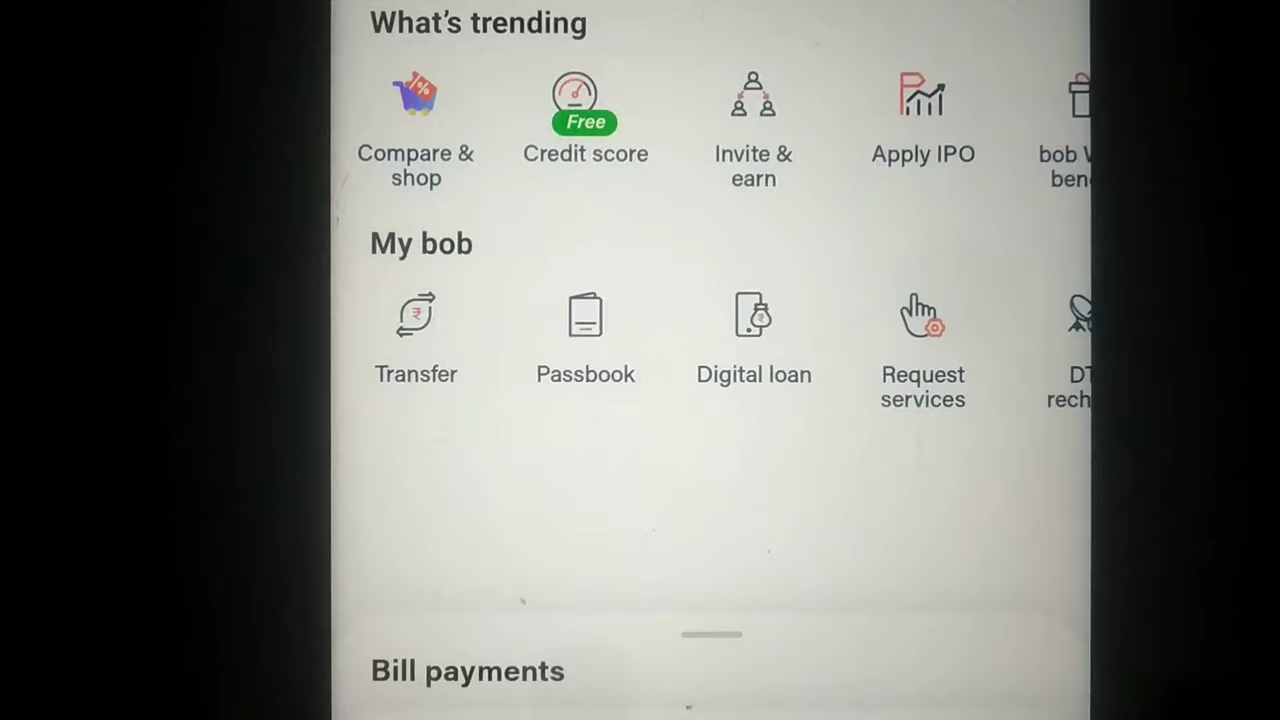 What's trending
Free
Compare &
shop
Credit score
Invite &
earn
Apply IPO
bob
My bob
₹
Transfer
Passbook
Digital loan
Request
services
Bill payments